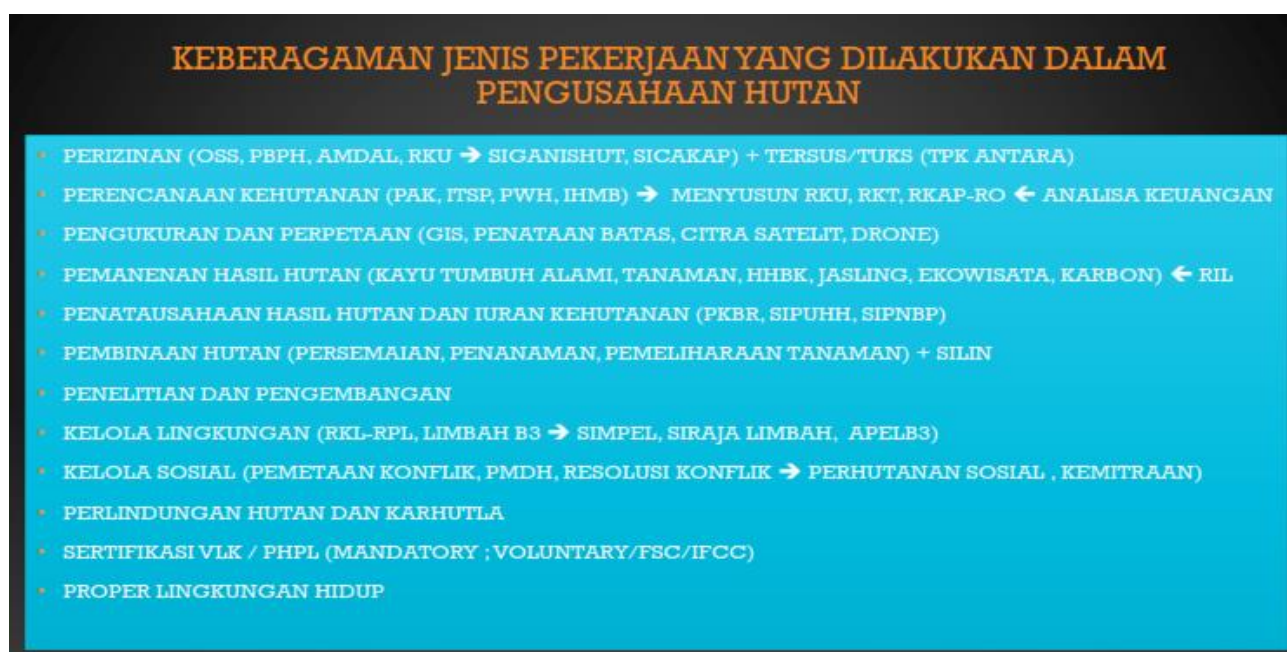 KEBERAGAMAN JENIS PEKERJAAN YANG DILAKUKAN DALAM
PENGUSAHAAN HUTAN
• PERIZINAN (OSS, PBPH, AMDAL, RKU ➔ SIGANISHUT, SICAKAP) + TERSUS/TUKS (TPK ANTARA)
• PERENCANAAN KEHUTANAN (PAK, ITSP, PWH, IHMB) ➔ MENYUSUN RKU, RKT, RKAP-RO 🡰 ANALISA KEUANGAN
• PENGUKURAN DAN PERPETAAN (GIS, PENATAAN BATAS, CITRA SATELIT, DRONE)
• PEMANENAN HASIL HUTAN (KAYU TUMBUH ALAMI, TANAMAN, HHBK, JASLING, EKOWISATA, KARBON) 🡰 RIL
• PENATAUSAHAAN HASIL HUTAN DAN IURAN KEHUTANAN (PKBR, SIPUHH, SIPNBP)
• PEMBINAAN HUTAN (PERSEMAIAN, PENANAMAN, PEMELIHARAAN TANAMAN) + SILIN
• PENELITIAN DAN PENGEMBANGAN
• KELOLA LINGKUNGAN (RKL-RPL, LIMBAH B3 ➔ SIMPEL, SIRAJA LIMBAH, APELB3)
• KELOLA SOSIAL (PEMETAAN KONFLIK, PMDH, RESOLUSI KONFLIK ➔ PERHUTANAN SOSIAL , KEMITRAAN)
• PERLINDUNGAN HUTAN DAN KARHUTLA
• SERTIFIKASI VLK / PHPL (MANDATORY ; VOLUNTARY/FSC/IFCC)
• PROPER LINGKUNGAN HIDUP